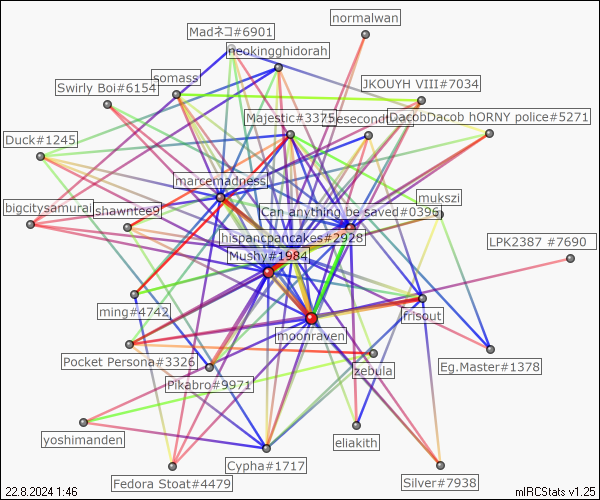 normalwan
Madネコ#6901
neokingghidorah
somass
JKOUYH VIII#7034
Swirly Boi#6154
Majestic#3375
DacobDacob hORNY police#5271
Duck#1245
marcemadness
mukszi
bigcitysamurai
shawntee9
Can anything be saved#0396
hispancpancakes#2928
LPK2387 #7690
Mushy#1984
ming#4742
frisout
moonraven
Pocket Persona#3326
zebula
Eg.Master#1378
Pikabro#9971
yoshimanden
eliakith
Cypha#1717
Fedora Stoat#4479
Silver#7938
22.8.2024 1:46
mIRCStats v1.25